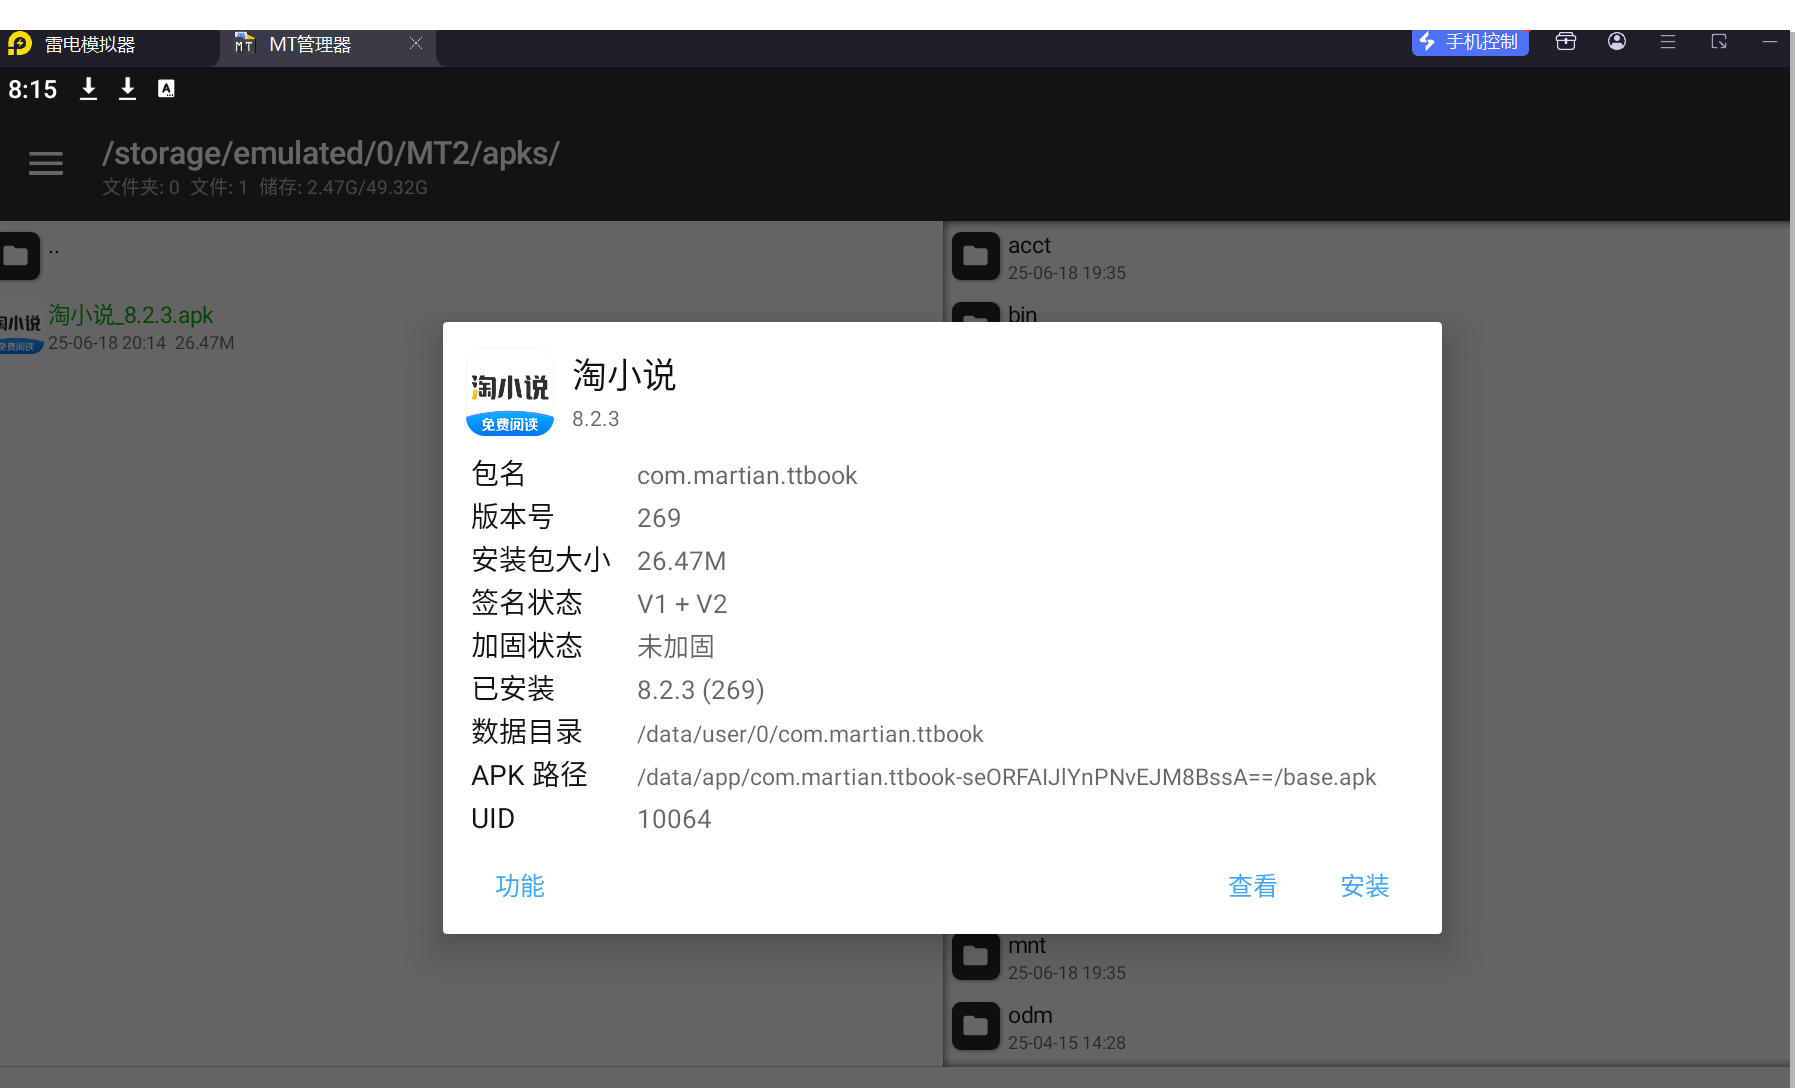 雷电模拟器
MT管理器
手机控制
8:15
/storage/emulated/0/MT2/apks/
文件夹: 0 文件: 1 储存: 2.47G/49.32G
..
淘小说_8.2.3.apk
25-06-18 20:14 26.47M
acct
25-06-18 19:35
bin
淘小说
免费阅读
淘小说
8.2.3
包名 com.martian.ttbook
版本号 269
安装包大小 26.47M
签名状态 V1 + V2
加固状态 未加固
已安装 8.2.3 (269)
数据目录 /data/user/0/com.martian.ttbook
APK 路径 /data/app/com.martian.ttbook-seORFAIJlYnPNvEJM8BssA==/base.apk
UID 10064
功能
查看
安装
mnt
25-06-18 19:35
odm
25-04-15 14:28